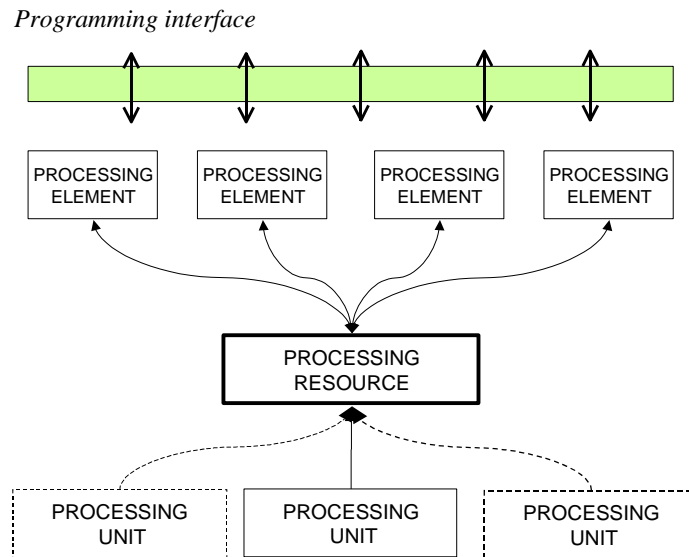 Programming interface
PROCESSING
ELEMENT
PROCESSING
ELEMENT
PROCESSING
ELEMENT
PROCESSING
ELEMENT
PROCESSING
RESOURCE
PROCESSING
UNIT
PROCESSING
UNIT
PROCESSING
UNIT